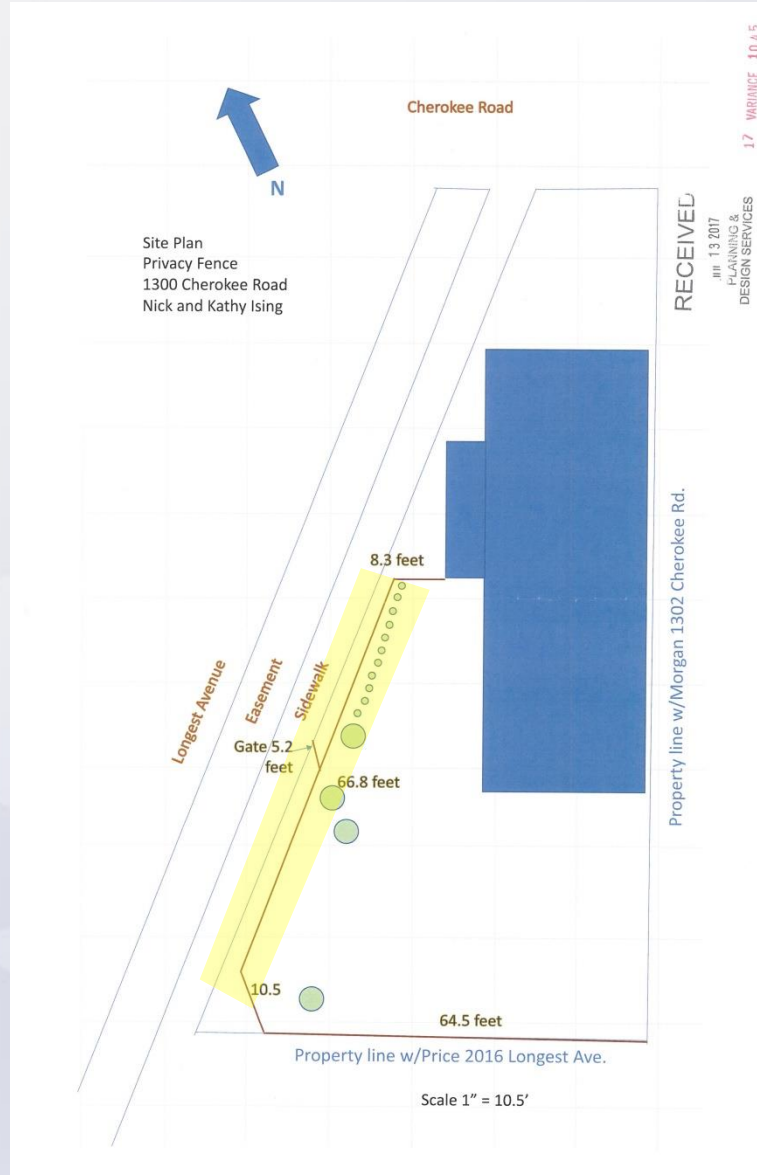 Cherokee Road
N
Site Plan
Privacy Fence
1300 Cherokee Road
Nick and Kathy Ising
17 VARIANCE
RECEIVED
13 2017
PLANNING &
DESIGN SERVICES
8.3 feet
Longest Avenue
Easement
Sidewalk
Gate 5.2
feet
66.8 feet
Property line w/Morgan 1302 Cherokee Rd.
10.5
64.5 feet
Property line w/Price 2016 Longest Ave.
Scale 1” = 10.5’